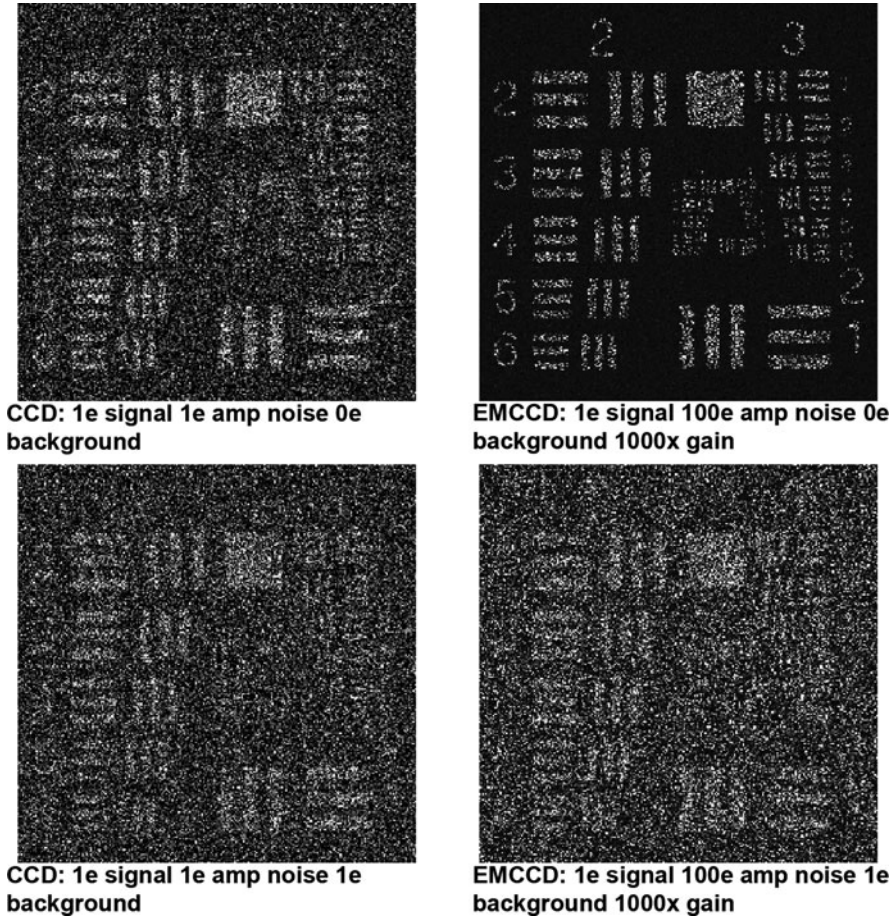 2 3
2
3
4
5
6
2
1
CCD: 1e signal 1e amp noise 0e
background
EMCCD: 1e signal 100e amp noise 0e
background 1000x gain
CCD: 1e signal 1e amp noise 1e
background
EMCCD: 1e signal 100e amp noise 1e
background 1000x gain